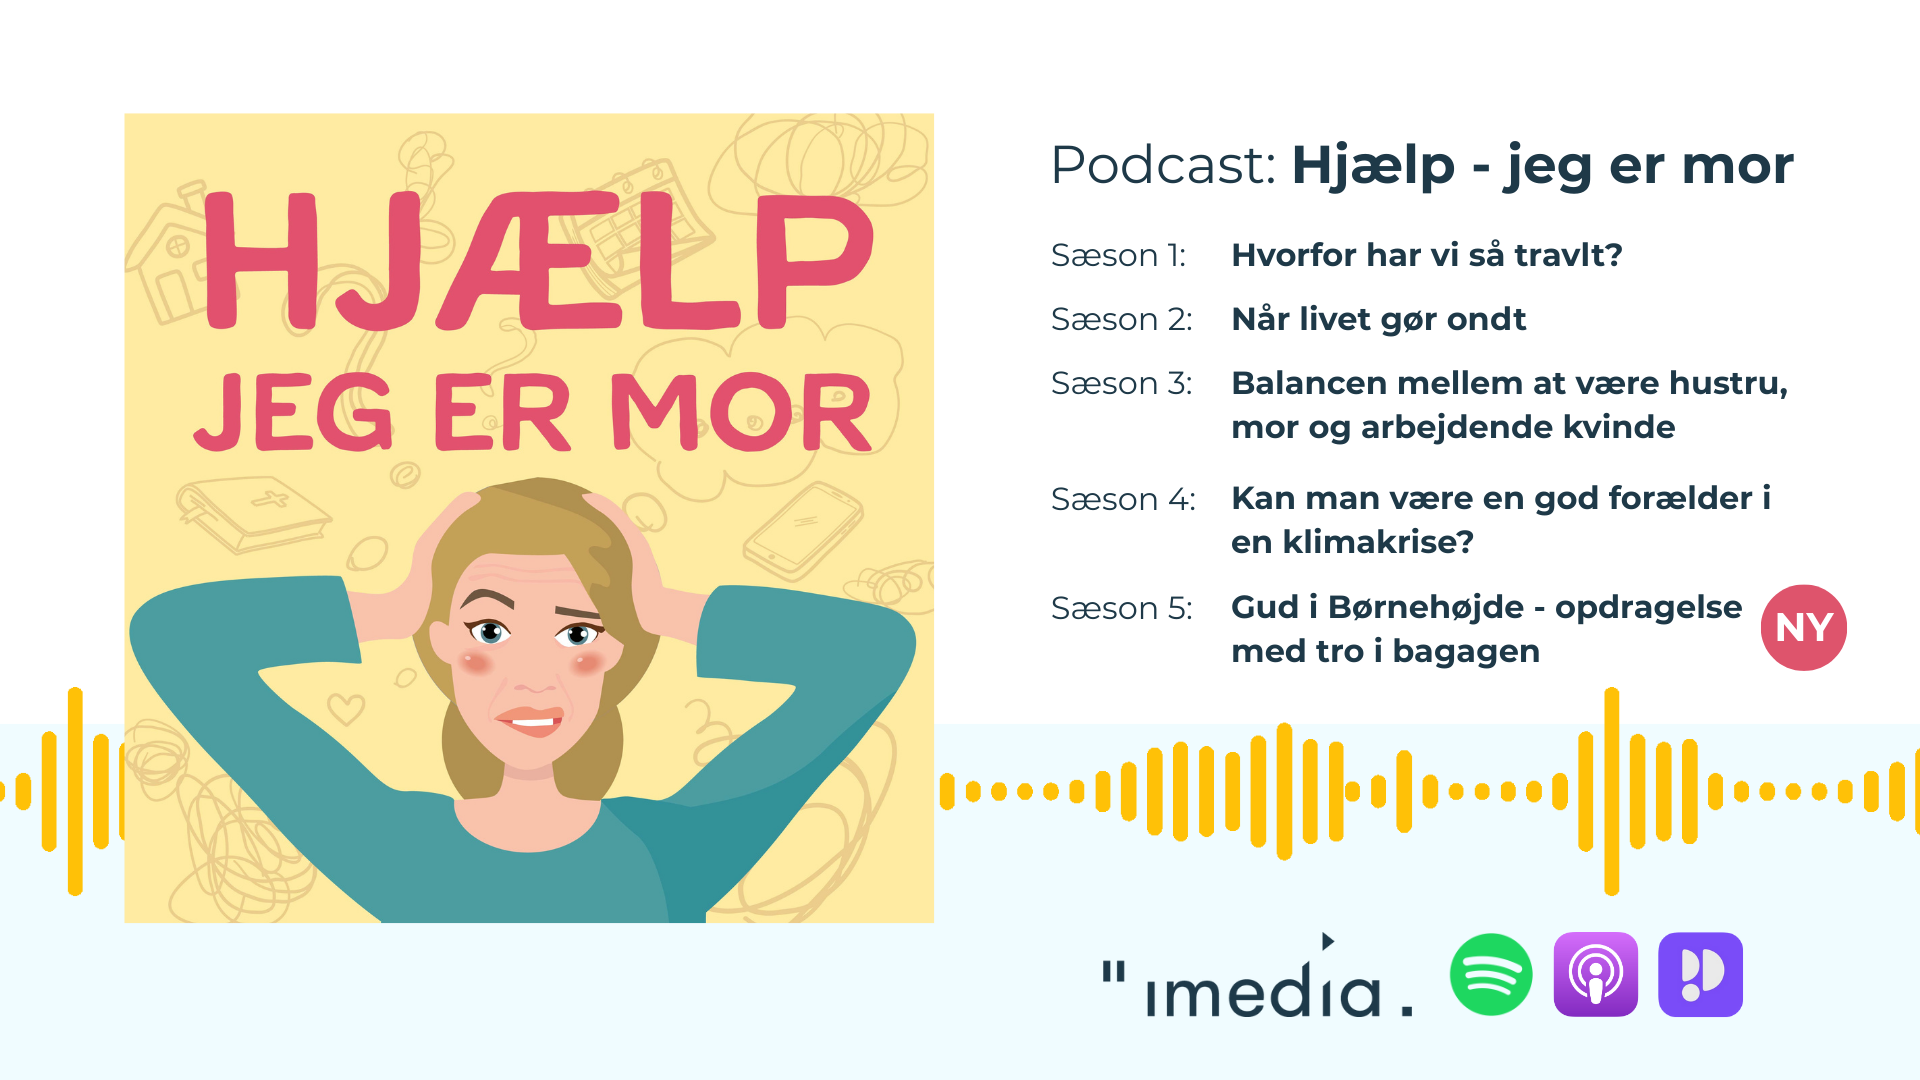 HJÆLP
JEG ER MOR
Podcast: Hjælp - jeg er mor
Sæson 1: Hvorfor har vi så travlt?
Sæson 2: Når livet gør ondt
Sæson 3: Balancen mellem at være hustru,
mor og arbejdende kvinde
Sæson 4: Kan man være en god forælder i
en klimakrise?
Sæson 5: Gud i Børnehøjde - opdragelse
med tro i bagagen
NY
" ımedia .